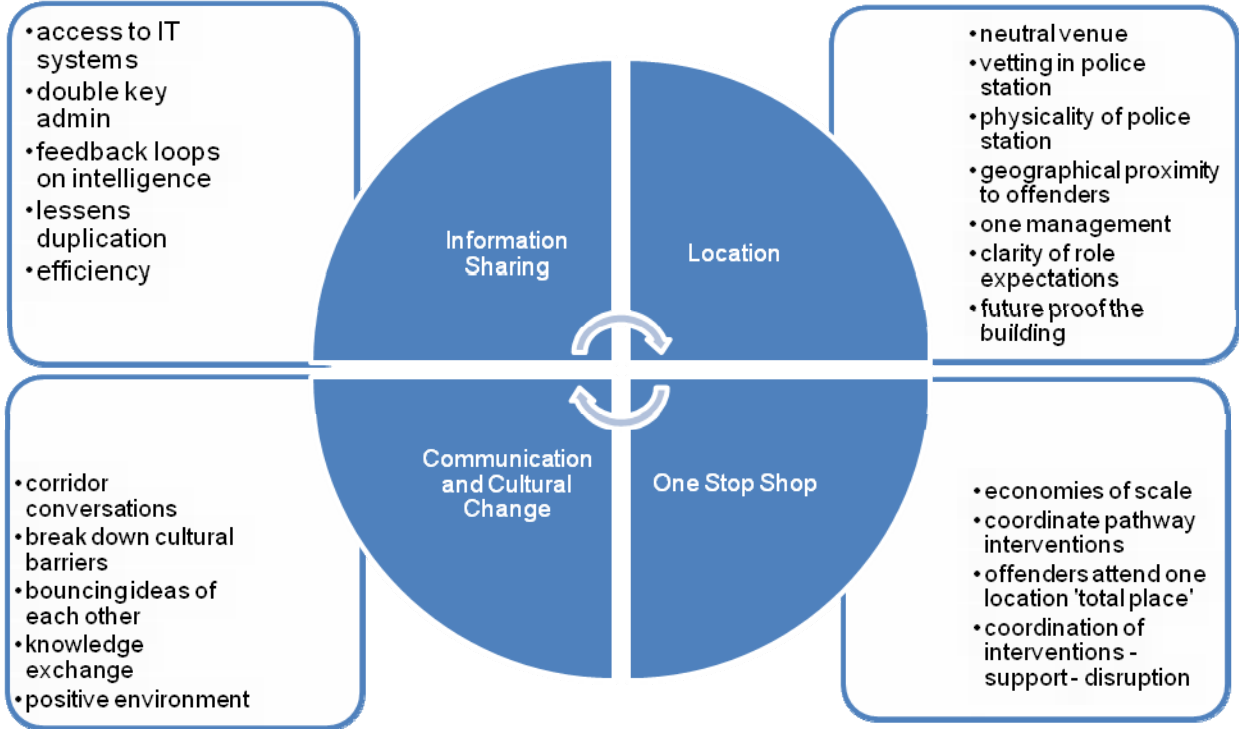 •access to IT
systems
•double key
admin
•feedback loops
on intelligence
•lessens
duplication
•efficiency
Information
Sharing
Location
•neutral venue
•vetting in police
station
•physicality of police
station
•geographical proximity
to offenders
•one management
•clarity of role
expectations
•future proof the
building
•corridor
conversations
•break down cultural
barriers
•bouncing ideas of
each other
•knowledge
exchange
•positive environment
Communication
and Cultural
Change
One Stop Shop
•economies of scale
•coordinate pathway
interventions
•offenders attend one
location 'total place'
•coordination of
interventions -
support - disruption